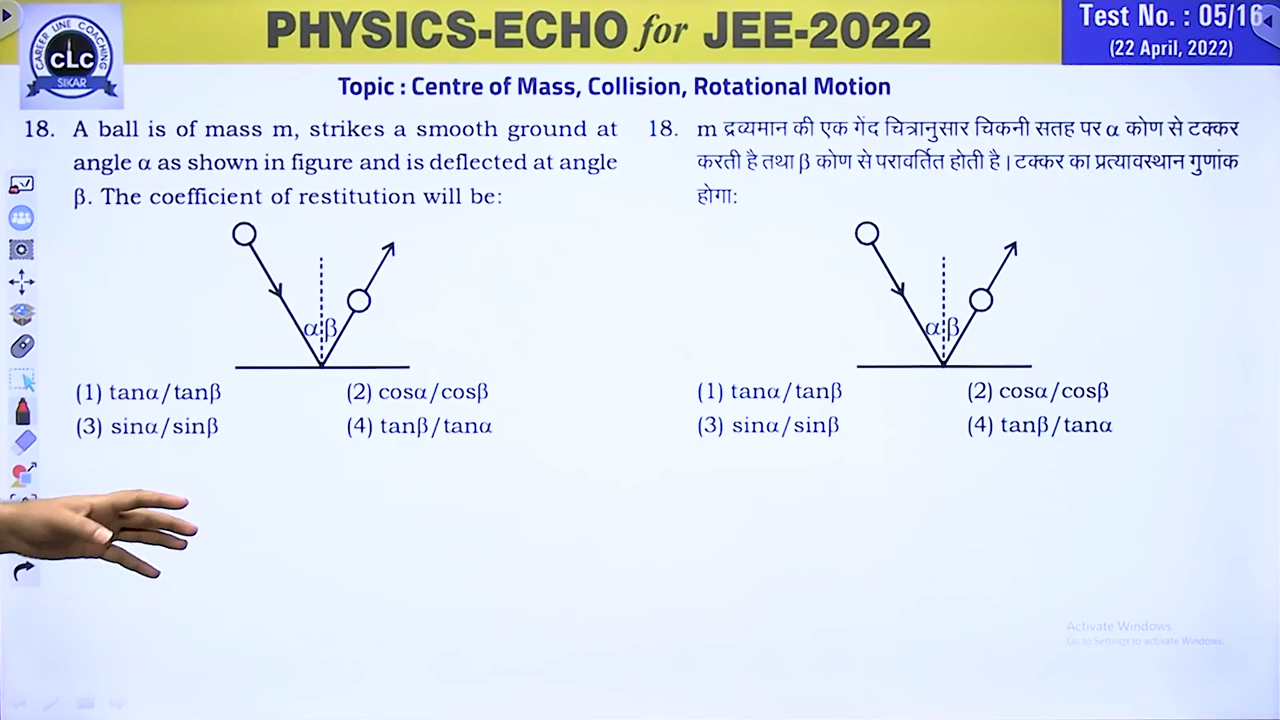 PHYSICS-ECHO for JEE-2022
Test No. : 05/16
(22 April, 2022)
CAREER LINE COACHING
CLC
SIKAR
Topic : Centre of Mass, Collision, Rotational Motion
18. A ball is of mass m, strikes a smooth ground at
angle α as shown in figure and is deflected at angle
β. The coefficient of restitution will be:
α β
(1) tanα/tanβ (2) cosα/cosβ
(3) sinα/sinβ (4) tanβ/tanα
18. m द्रव्यमान की एक गेंद चित्रानुसार चिकनी सतह पर α कोण से टक्कर
करती है तथा β कोण से परावर्तित होती है। टक्कर का प्रत्यावस्थान गुणांक
होगा:
α β
(1) tanα/tanβ (2) cosα/cosβ
(3) sinα/sinβ (4) tanβ/tanα
Activate Windows
Go to Settings to activate Windows.